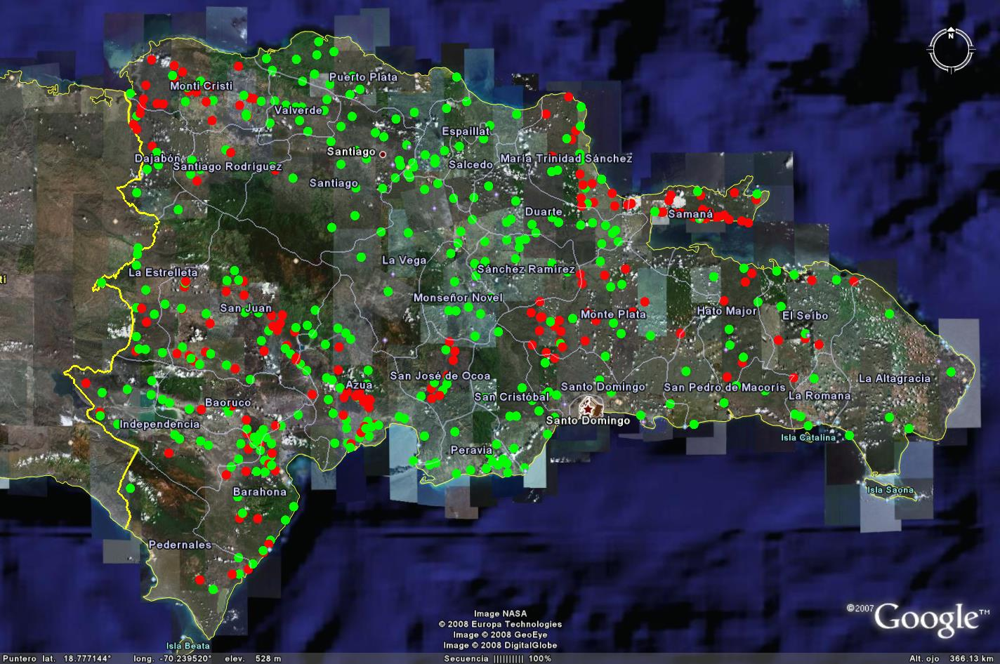 Puerto Plata
Monti Cristi
Valverde
Espaillat
Santiago
Dajabón
Santiago Rodríguez
María Trinidad Sánchez
Salcedo
Santiago
Duarte
Samaná
La Vega
La Estrelleta
Sánchez Ramírez
Monseñor Novel
San Juan
Monte Plata
Hato Major
El Seíbo
San José de Ocoa
Azua
La Altagracia
Santo Domingo
San Pedro de Macorís
San Cristóbal
La Romana
Baoruco
Independencia
Santo Domingo
Isla Catalina
Peravia
Barahona
Isla Saona
Pedernales
Isla Beata
tí
Image NASA
© 2008 Europa Technologies
Image © 2008 GeoEye
Image © 2008 DigitalGlobe
©2007 Google™
N
Puntero lat. 18.777144° long. -70.239520° elev. 528 m
Secuencia |||||||||| 100%
Alt. ojo 366.13 km